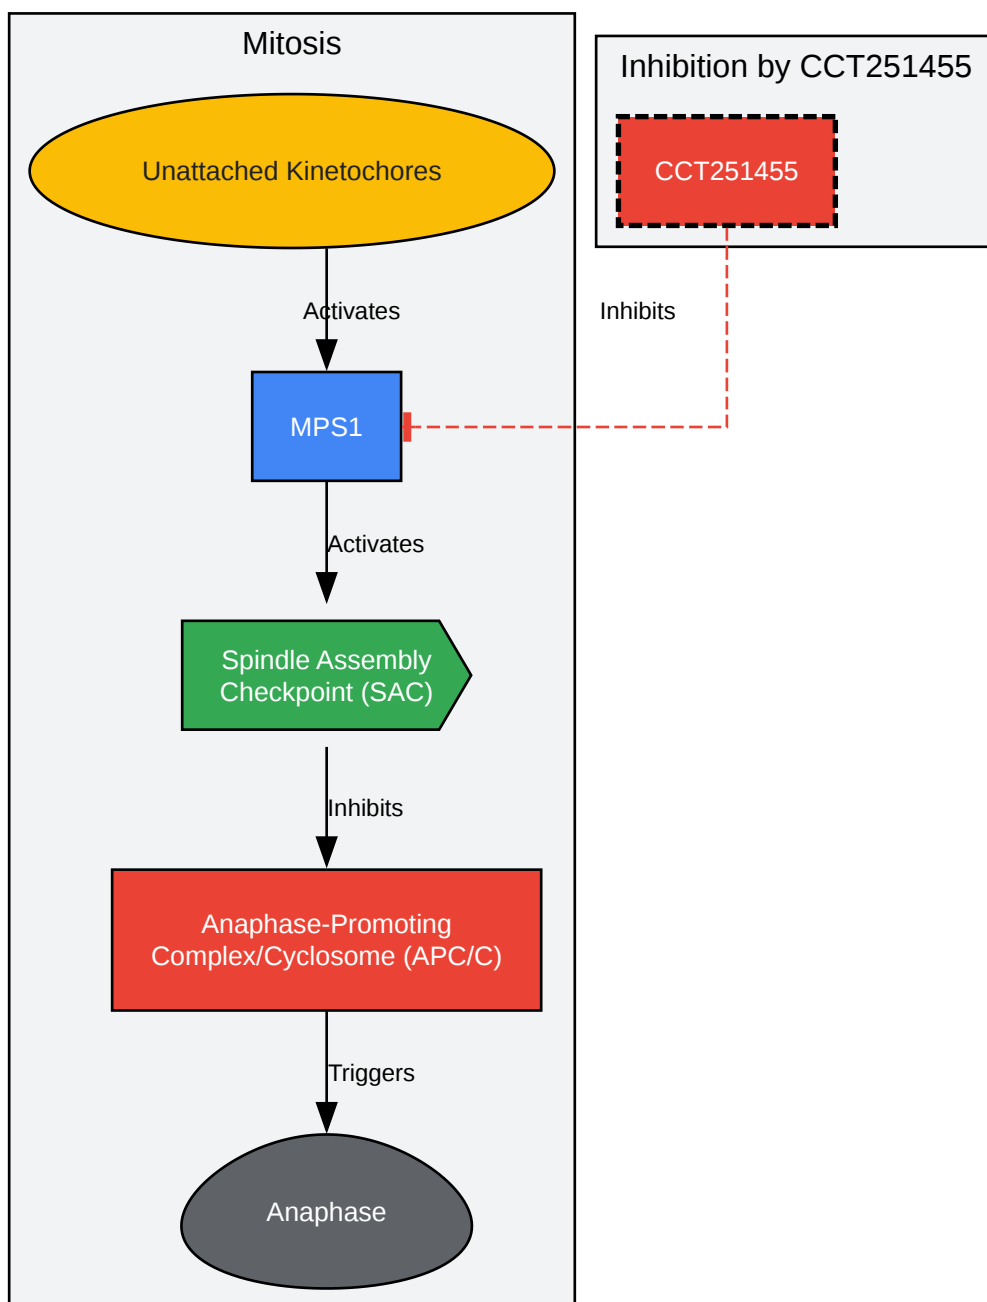 Mitosis
Inhibition by CCT251455
Unattached Kinetochores
CCT251455
Activates
Inhibits
MPS1
Activates
Spindle Assembly
Checkpoint (SAC)
Inhibits
Anaphase-Promoting
Complex/Cyclosome (APC/C)
Triggers
Anaphase